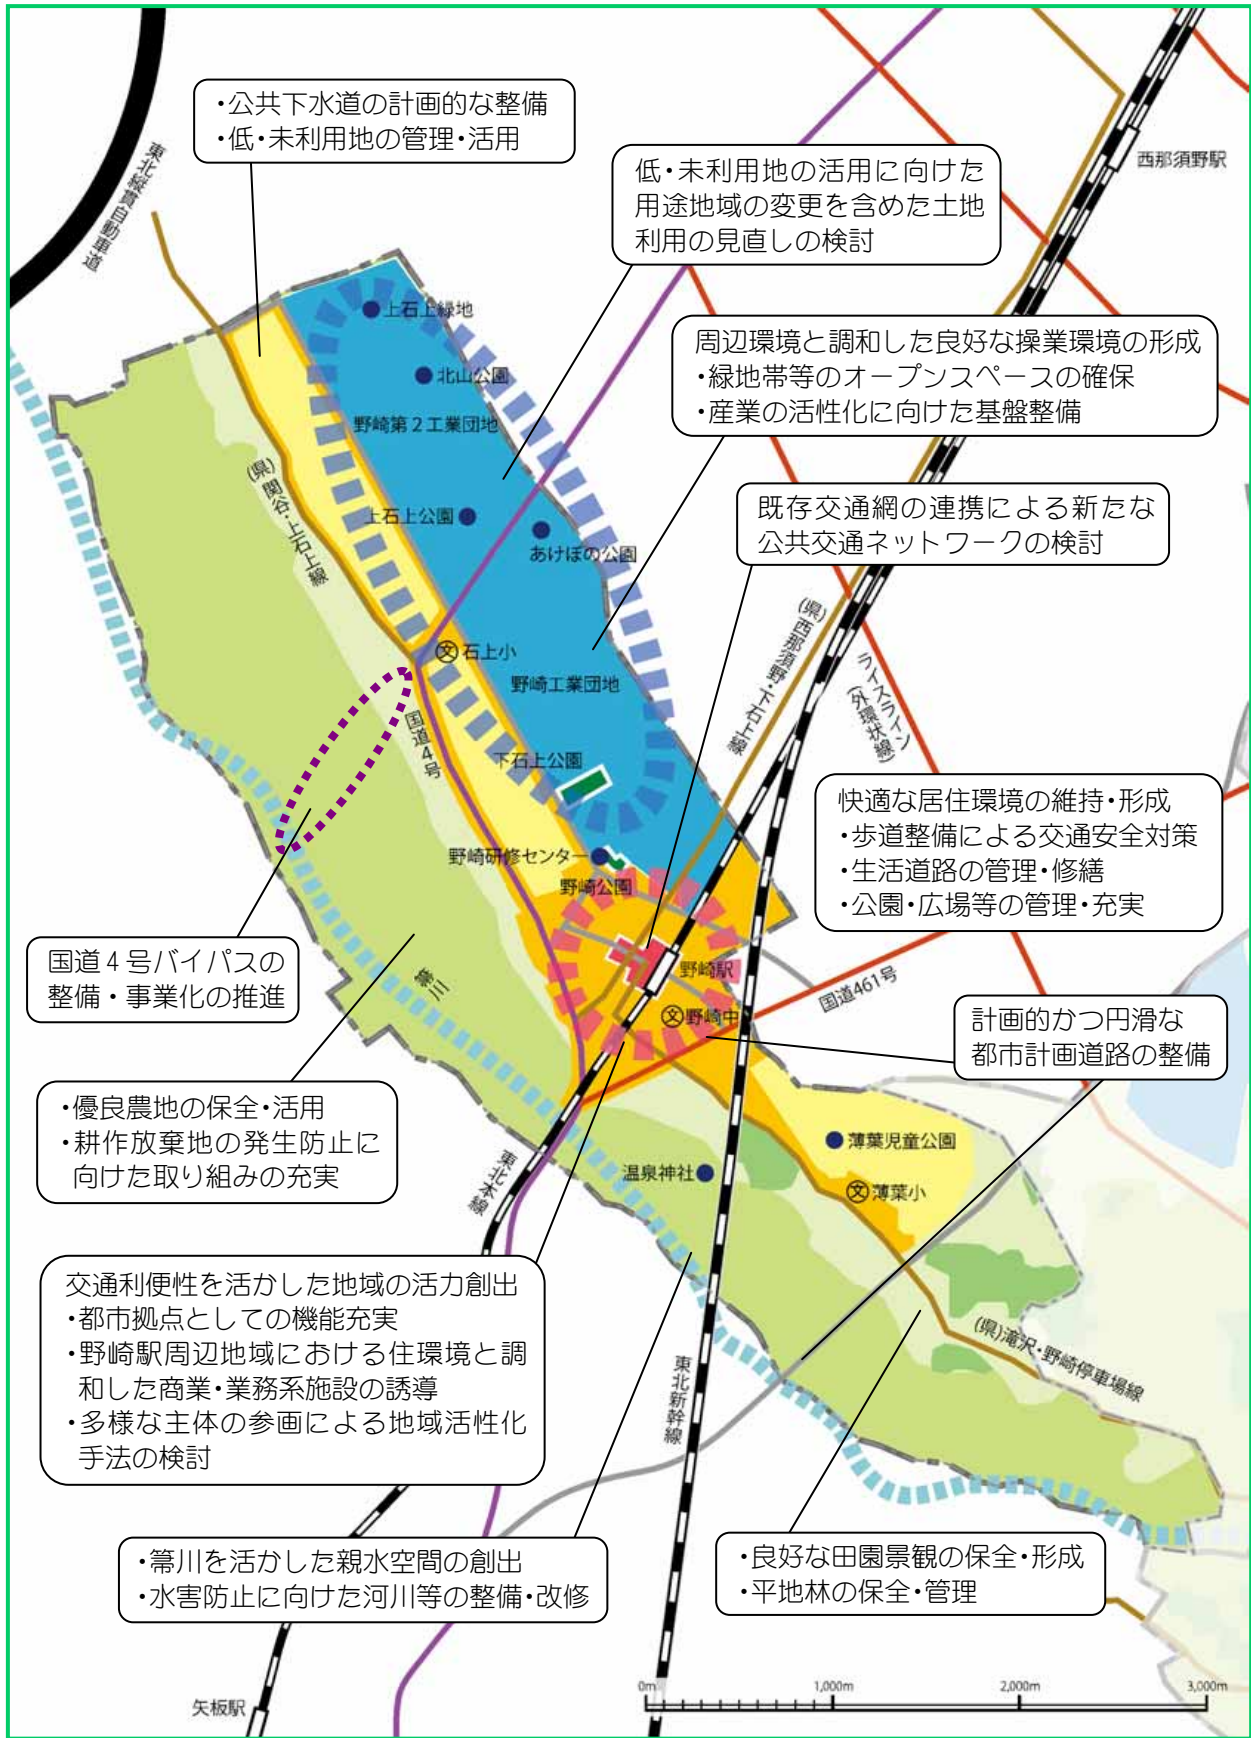 ・公共下水道の計画的な整備
・低・未利用地の管理・活用
東北縦貫自動車道
西那須野駅
低・未利用地の活用に向けた
用途地域の変更を含めた土地
利用の見直しの検討
上石上緑地
周辺環境と調和した良好な操業環境の形成
・緑地帯等のオープンスペースの確保
・産業の活性化に向けた基盤整備
北山公園
野崎第2工業団地
(県)関谷・上石上線
上石上公園
あけぼの公園
既存交通網の連携による新たな
公共交通ネットワークの検討
(県)西那須野・下石上線
ライスライン
(外環状線)
石上小
野崎工業団地
国道4号
下石上公園
快適な居住環境の維持・形成
・歩道整備による交通安全対策
・生活道路の管理・修繕
・公園・広場等の管理・充実
野崎研修センター
野崎公園
国道4号バイパスの
整備・事業化の推進
箒川
野崎駅
国道461号
文
野崎中
計画的かつ円滑な
都市計画道路の整備
・優良農地の保全・活用
・耕作放棄地の発生防止に
向けた取り組みの充実
東北本線
薄葉児童公園
温泉神社
文
薄葉小
交通利便性を活かした地域の活力創出
・都市拠点としての機能充実
・野崎駅周辺地域における住環境と調
和した商業・業務系施設の誘導
・多様な主体の参画による地域活性化
手法の検討
東北新幹線
(県)滝沢・野崎停車場線
・箒川を活かした親水空間の創出
・水害防止に向けた河川等の整備・改修
・良好な田園景観の保全・形成
・平地林の保全・管理
矢板駅
0m 1,000m 2,000m 3,000m